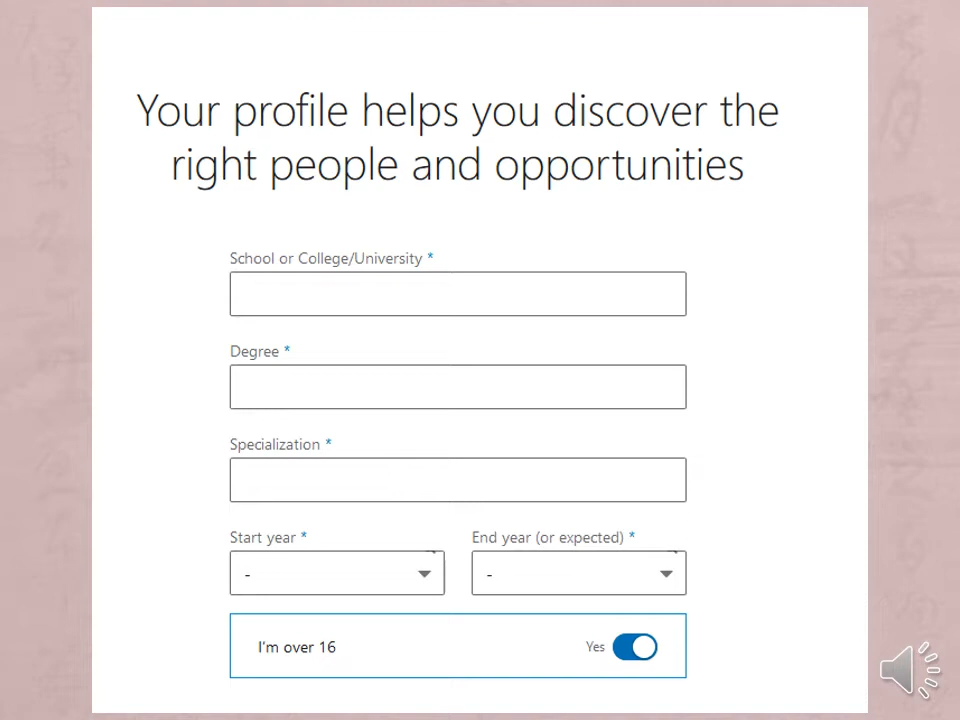 Your profile helps you discover the
right people and opportunities
School or College/University *
Degree *
Specialization *
Start year *
End year (or expected) *
-
-
I'm over 16
Yes